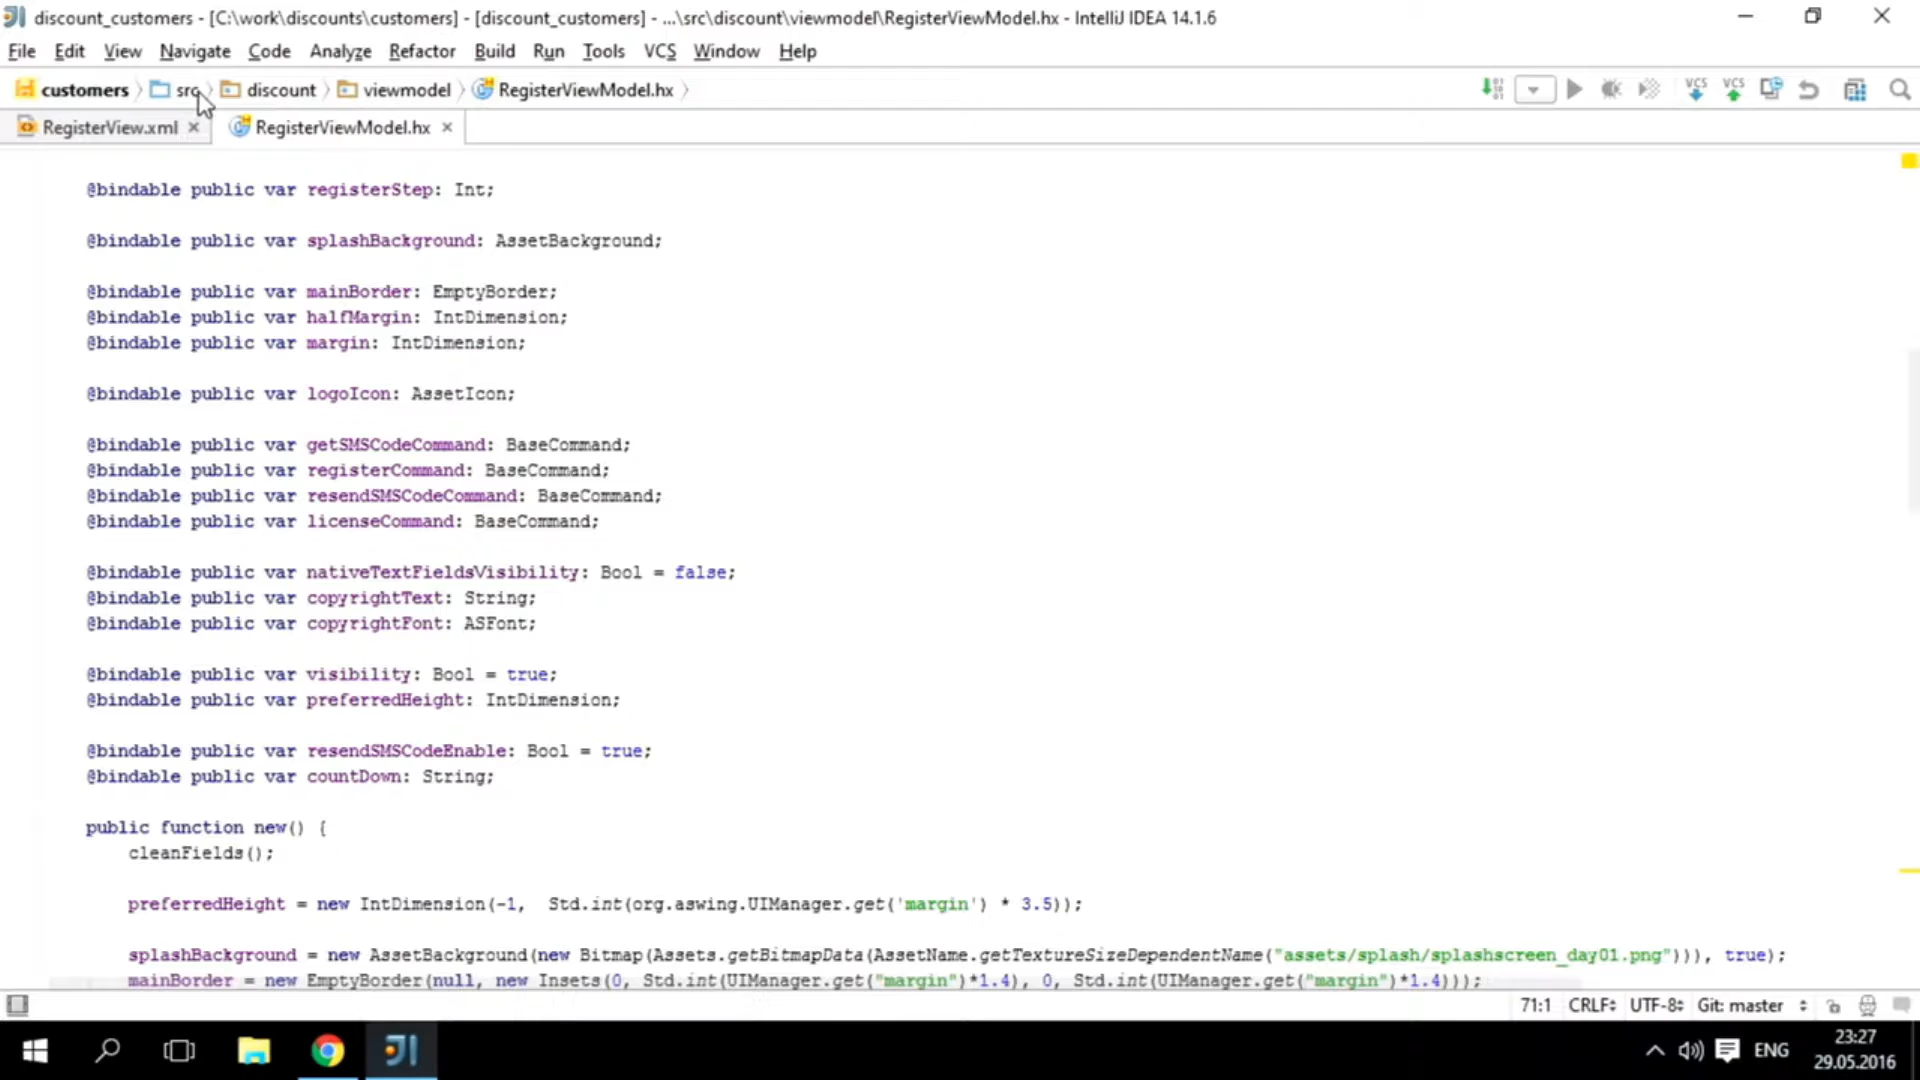 discount_customers - [C:\work\discounts\customers] - [discount_customers] - ...\src\discount\viewmodel\RegisterViewModel.hx - IntelliJ IDEA 14.1.6
File Edit View Navigate Code Analyze Refactor Build Run Tools VCS Window Help
customers src discount viewmodel RegisterViewModel.hx VCS VCS
RegisterView.xml RegisterViewModel.hx
@bindable public var registerStep: Int;
@bindable public var splashBackground: AssetBackground;
@bindable public var mainBorder: EmptyBorder;
@bindable public var halfMargin: IntDimension;
@bindable public var margin: IntDimension;
@bindable public var logoIcon: AssetIcon;
@bindable public var getSMSCodeCommand: BaseCommand;
@bindable public var registerCommand: BaseCommand;
@bindable public var resendSMSCodeCommand: BaseCommand;
@bindable public var licenseCommand: BaseCommand;
@bindable public var nativeTextFieldsVisibility: Bool = false;
@bindable public var copyrightText: String;
@bindable public var copyrightFont: ASFont;
@bindable public var visibility: Bool = true;
@bindable public var preferredHeight: IntDimension;
@bindable public var resendSMSCodeEnable: Bool = true;
@bindable public var countDown: String;
public function new() {
cleanFields();
preferredHeight = new IntDimension(-1, Std.int(org.aswing.UIManager.get('margin') * 3.5));
splashBackground = new AssetBackground(new Bitmap(Assets.getBitmapData(AssetName.getTextureSizeDependentName("assets/splash/splashscreen_day01.png"))), true);
mainBorder = new EmptyBorder(null, new Insets(0, Std.int(UIManager.get("margin")*1.4), 0, Std.int(UIManager.get("margin")*1.4)));
71:1 CRLF UTF-8 Git: master
ENG 23:27
29.05.2016